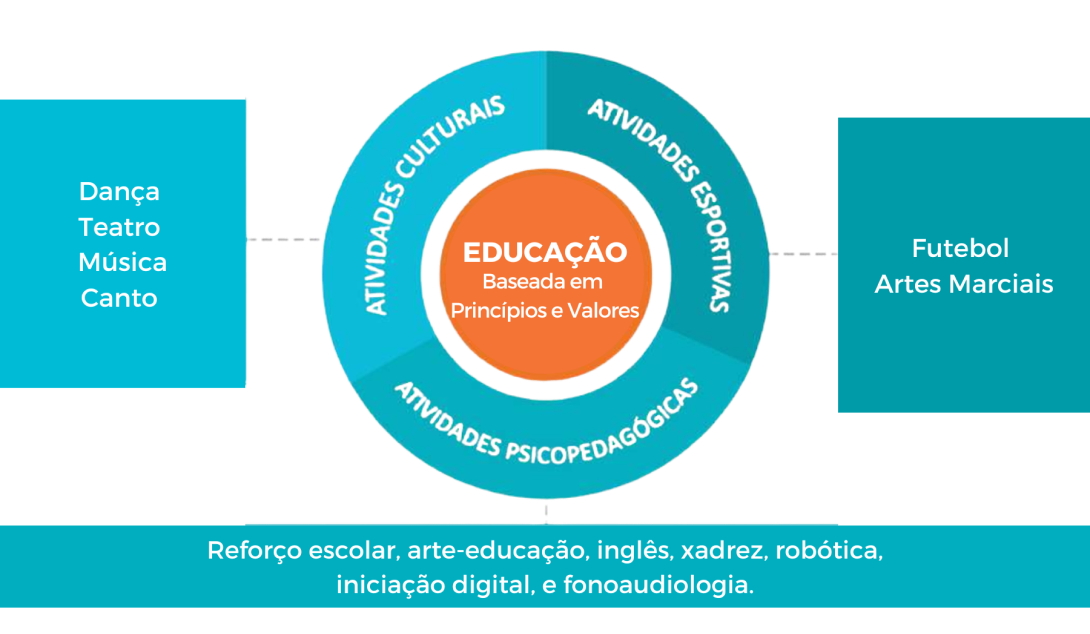 ATIVIDADES CULTURAIS
ATIVIDADES ESPORTIVAS
Dança
Teatro
Música
Canto
EDUCAÇÃO
Baseada em
Princípios e Valores
Futebol
Artes Marciais
ATIVIDADES PSICOPEDAGÓGICAS
Reforço escolar, arte-educação, inglês, xadrez, robótica,
iniciação digital, e fonoaudiologia.